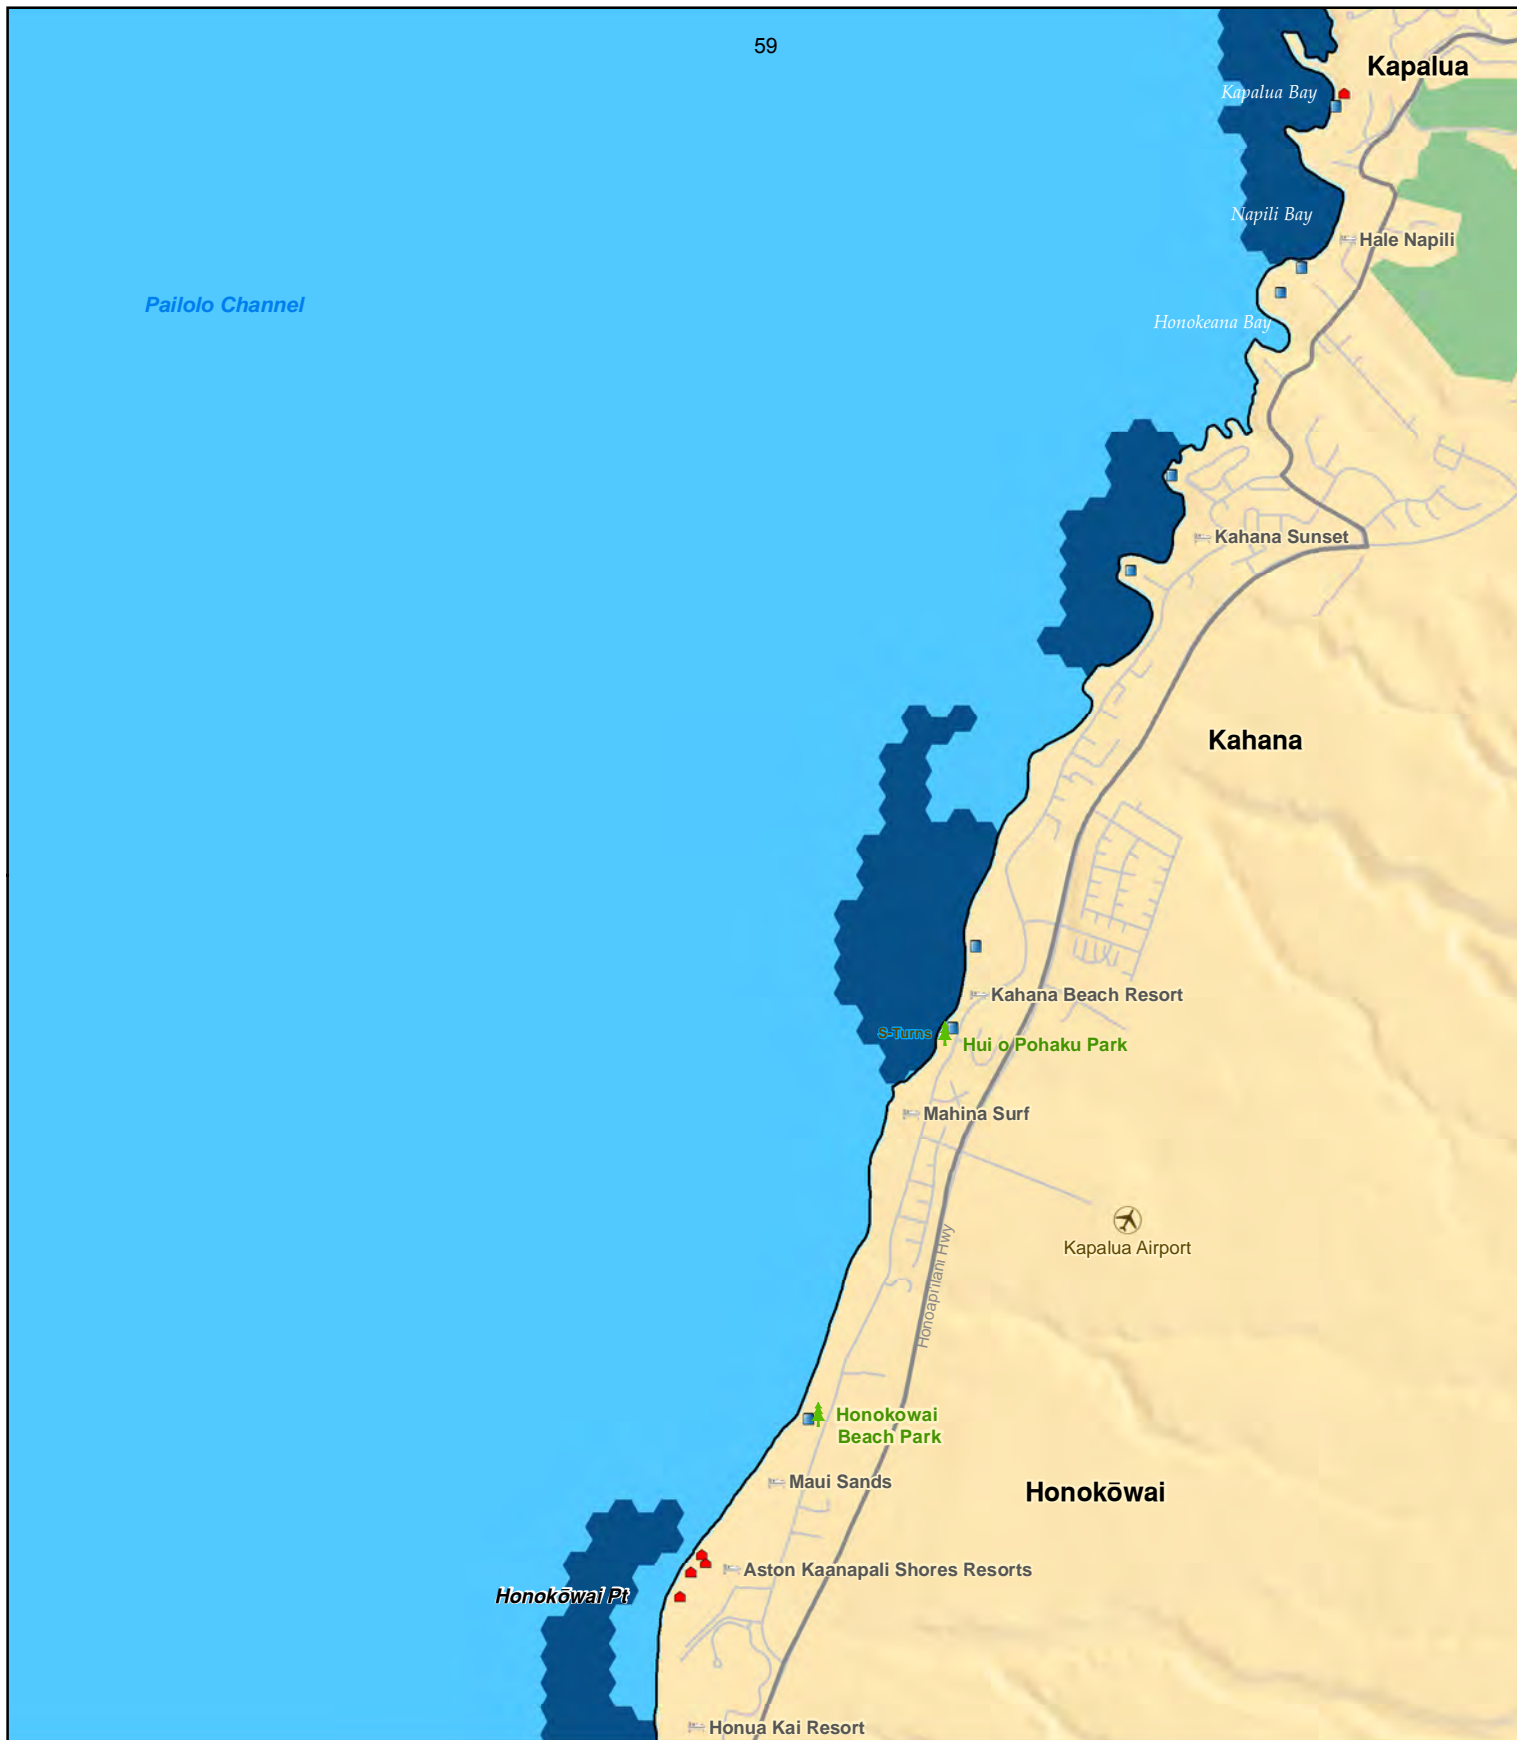 59
Kapalua
Kapalua Bay
Napili Bay
Hale Napili
Pailolo Channel
Honokeana Bay
Kahana Sunset
Kahana
Kahana Beach Resort
S-Turns
Hui o Pohaku Park
Mahina Surf
Kapalua Airport
Honoapi'ilani Hwy
Honokowai
Beach Park
Maui Sands
Honokōwai
Aston Kaanapali Shores Resorts
Honokōwai Pt
Honua Kai Resort